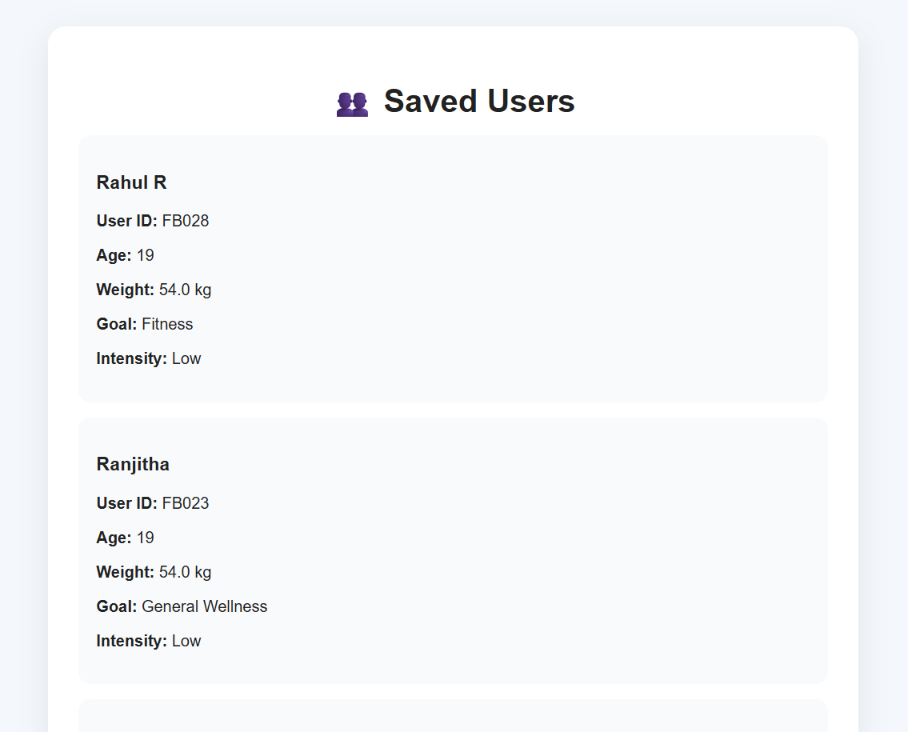 Saved Users
Rahul R
User ID: FB028
Age: 19
Weight: 54.0 kg
Goal: Fitness
Intensity: Low
Ranjitha
User ID: FB023
Age: 19
Weight: 54.0 kg
Goal: General Wellness
Intensity: Low